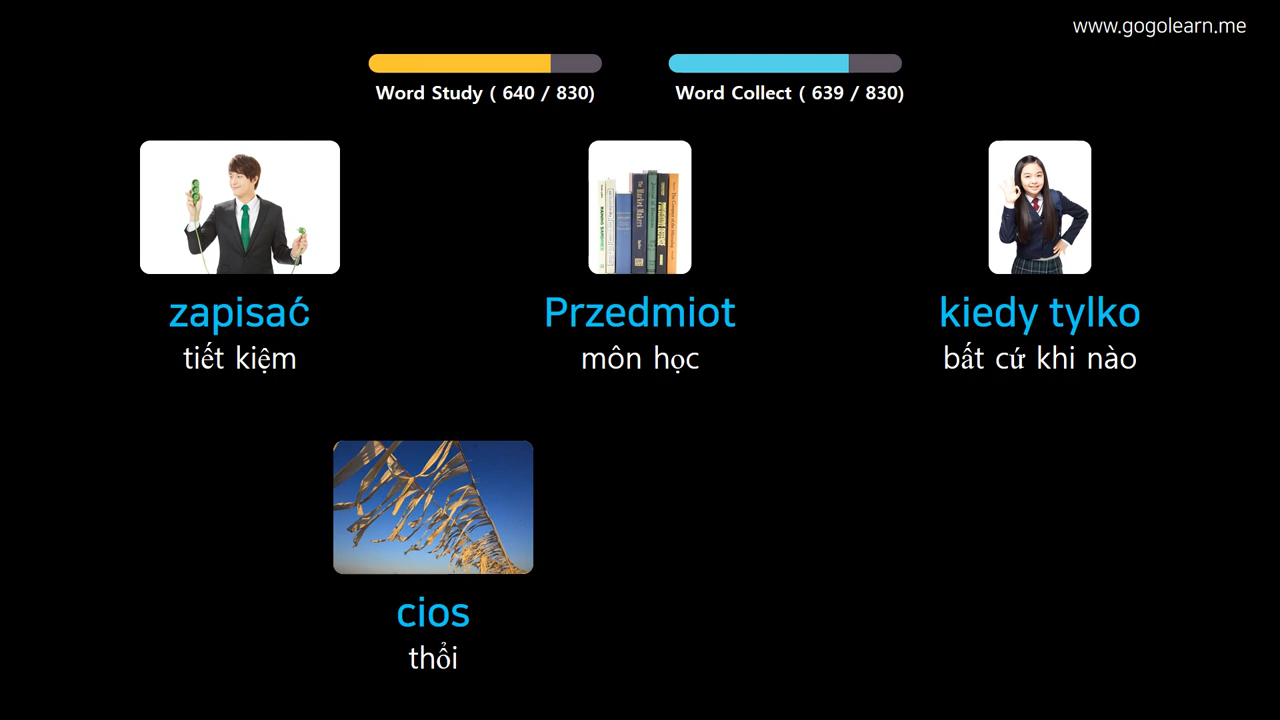 www.gogolearn.me
Word Study ( 640 / 830)
Word Collect ( 639 / 830)
zapisać
tiết kiệm
Przedmiot
môn học
kiedy tylko
bất cứ khi nào
cios
thổi